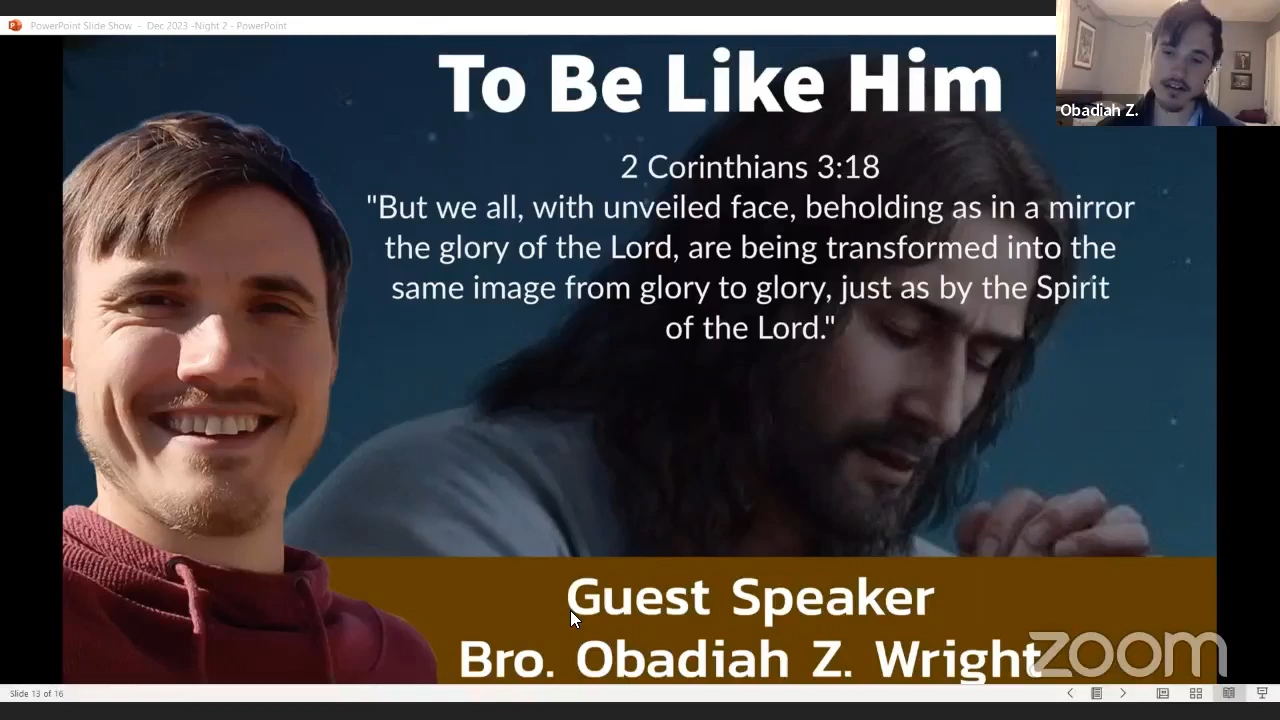 PowerPoint Slide Show - Dec 2023 -Night 2 - PowerPoint
To Be Like Him
Obadiah Z.
2 Corinthians 3:18
"But we all, with unveiled face, beholding as in a mirror
the glory of the Lord, are being transformed into the
same image from glory to glory, just as by the Spirit
of the Lord."
Guest Speaker
Bro. Obadiah Z. Wright
zoom
Slide 13 of 16